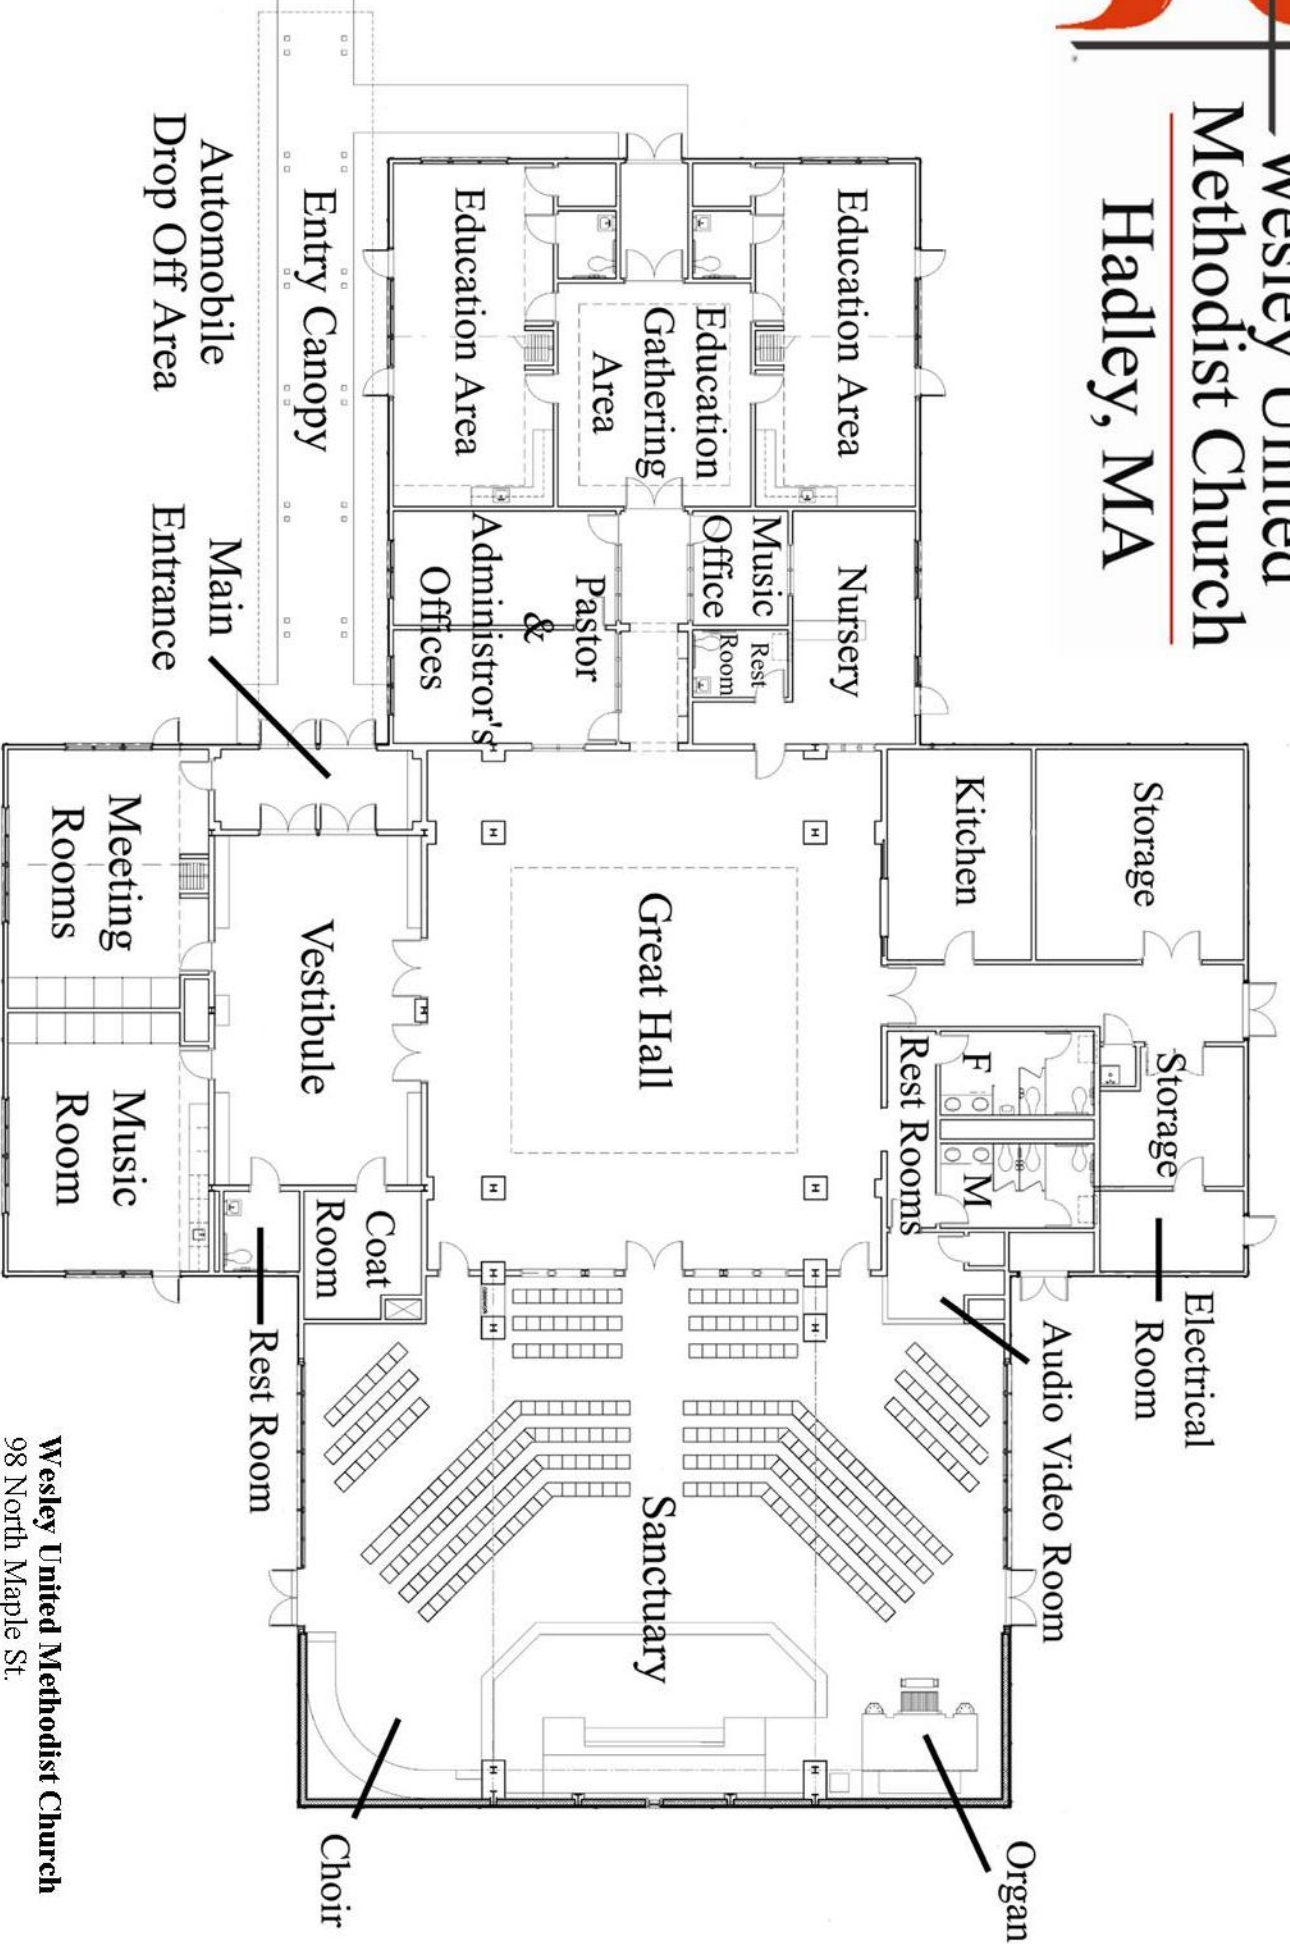 Wesley United
Methodist Church
Hadley, MA
Storage
Storage
Electrical
Room
Kitchen
F
M
Rest Rooms
Audio Video Room
Organ
Education Area
Nursery
Music
Office
Rest
Room
Education
Gathering
Area
Great Hall
Sanctuary
Pastor
&
Administror's
Offices
Education Area
Entry Canopy
Vestibule
Coat
Room
Choir
Automobile
Drop Off Area
Main
Entrance
Rest Room
Meeting
Rooms
Music
Room
Wesley United Methodist Church
98 North Maple St.